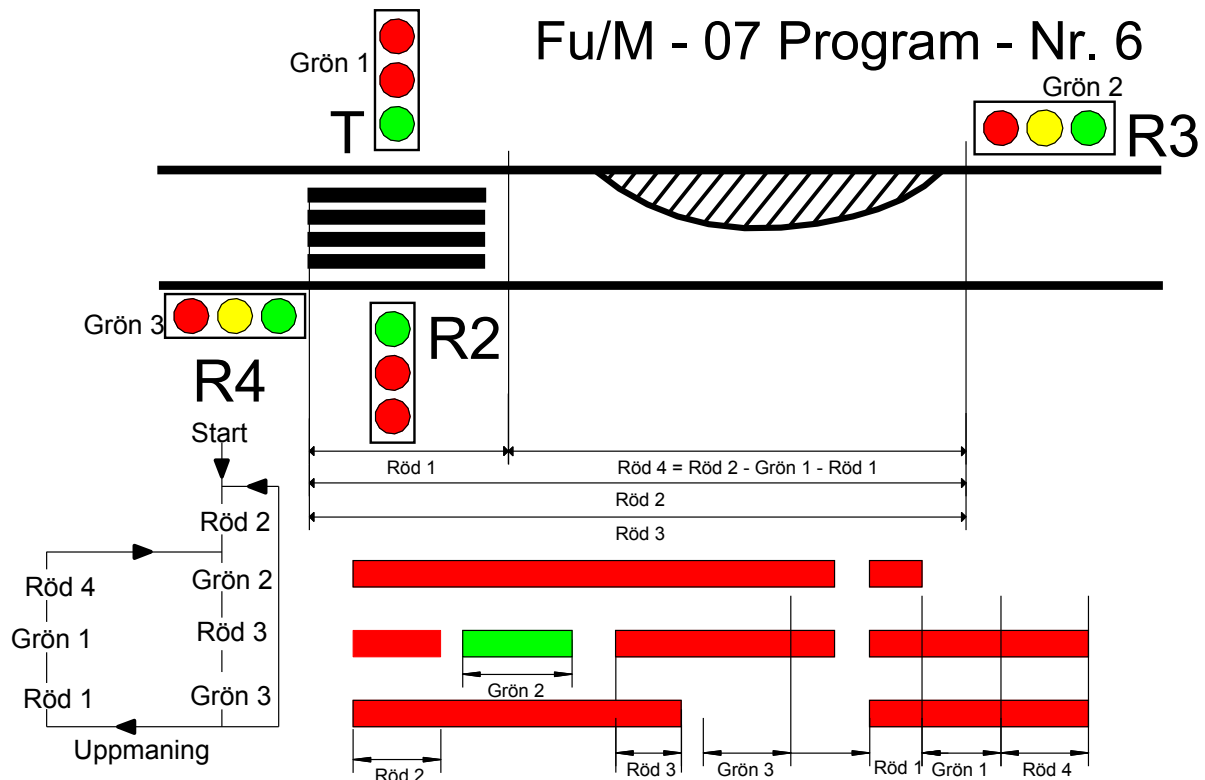 Fu/M - 07 Program - Nr. 6
Grön 1
T
Grön 2
R3
Grön 3
R4
R2
Start
Röd 1
Röd 4 = Röd 2 - Grön 1 - Röd 1
Röd 2
Röd 3
Röd 2
Röd 4
Grön 2
Grön 1
Röd 3
Röd 1
Grön 3
Uppmaning
Grön 2
Röd 2
Röd 3
Grön 3
Röd 1
Grön 1
Röd 4